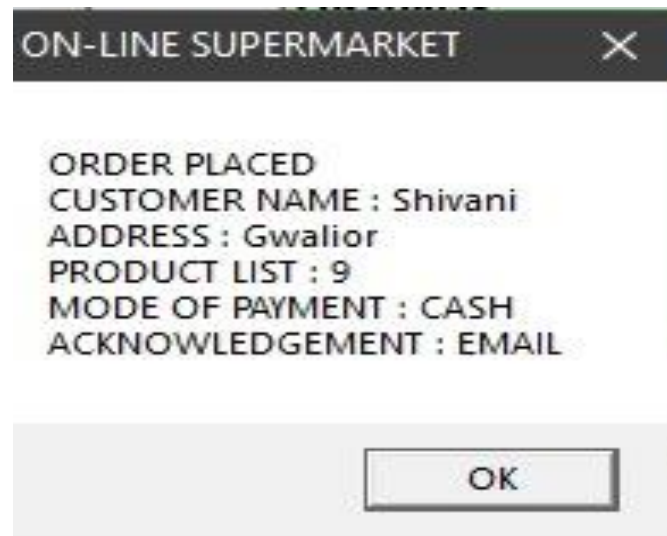 ON-LINE SUPERMARKET
ORDER PLACED
CUSTOMER NAME : Shivani
ADDRESS : Gwalior
PRODUCT LIST : 9
MODE OF PAYMENT : CASH
ACKNOWLEDGEMENT : EMAIL
OK